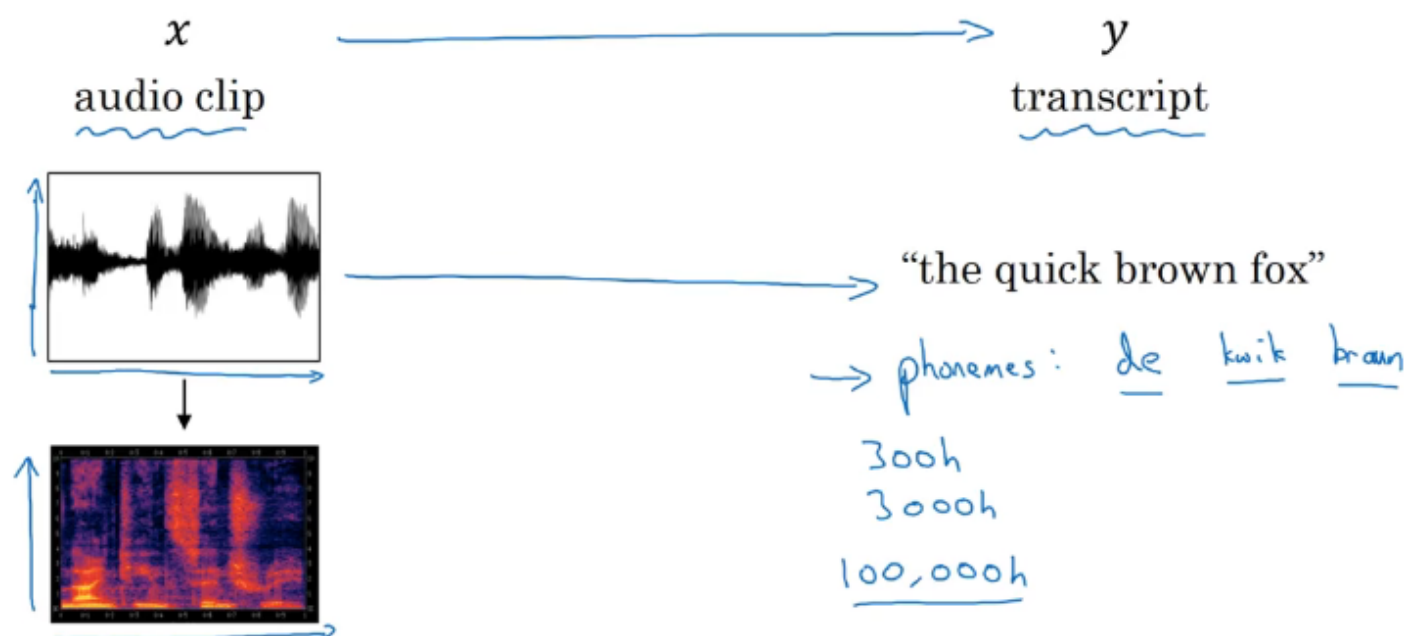 x y
audio clip transcript
“the quick brown fox”
phonemes: de kwik braun
300h
3000h
100,000h